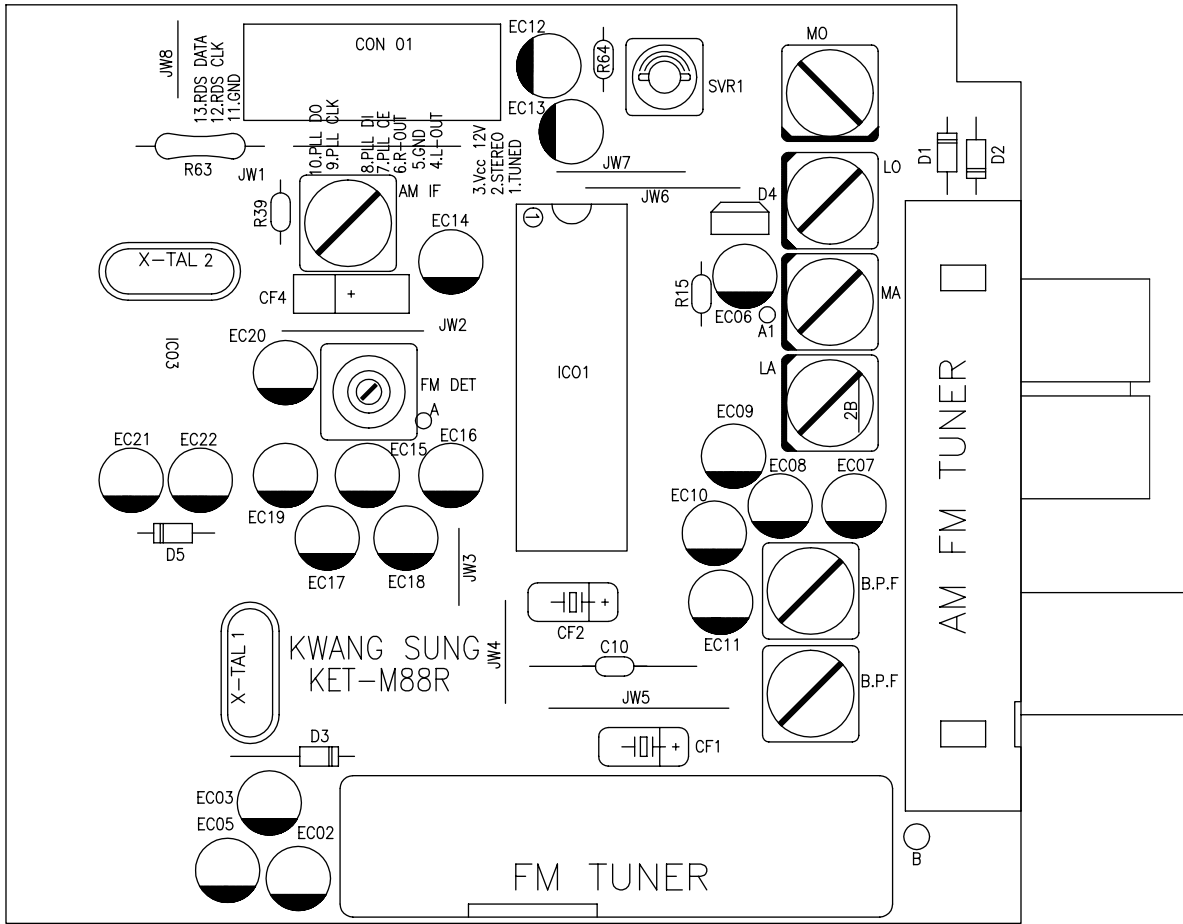 JW8
13.RDS DATA
12.RDS CLK
11.GND
CON 01
EC12
R64
SVR1
MO
EC13
R63
JW1
10.PLL DO
9.PLL CLK
8.PLL DI
7.PLL CE
6.R-OUT
5.GND
4.L-OUT
3.Vcc 12V
2.STEREO
1.TUNED
JW7
JW6
D1
D2
LO
D4
R39
AM IF
EC14
1
X-TAL 2
CF4
+
R15
EC06
A1
MA
JW2
EC20
IC03
FM DET
A
IC01
LA
2B
AM FM TUNER
EC21
EC22
EC15
EC16
EC09
EC08
EC07
EC19
EC10
D5
EC17
EC18
JW3
CF2
+
EC11
B.P.F
X-TAL 1
KWANG SUNG
KET-M88R
JW4
C10
B.P.F
JW5
D3
CF1
+
EC03
EC05
EC02
FM TUNER
B